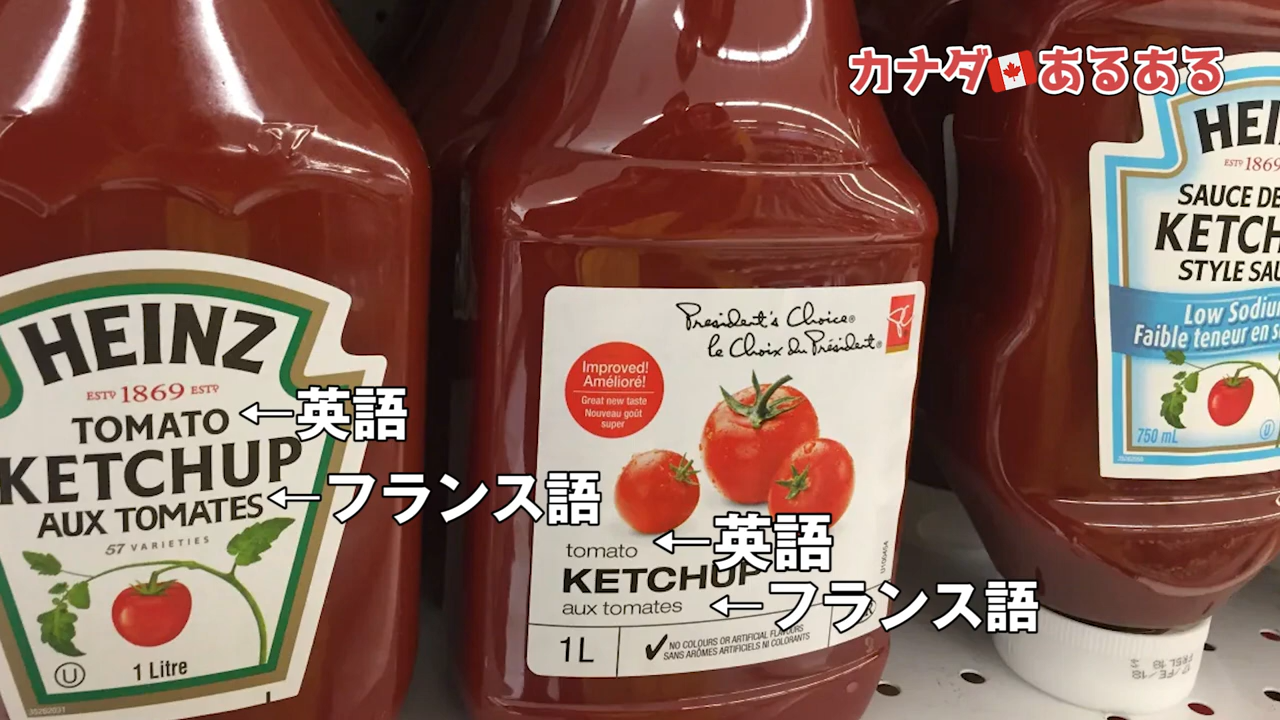 カナダ🇨🇦あるある
HEINZ
ESTD 1869 ESTD
TOMATO
←英語
KETCHUP
AUX TOMATES
←フランス語
57 VARIETIES
1 Litre
President's Choice®
le Choix du Président®
PC
Improved!
Amélioré!
Great new taste
Nouveau goût
super
tomato
←英語
KETCHUP
aux tomates
←フランス語
1L
NO COLOURS OR ARTIFICIAL FLAVOURS
SANS ARÔMES ARTIFICIELS NI COLORANTS
HEI
ESTD 1869
SAUCE DE
KETCH
STYLE SAU
Low Sodiu
Faible teneur en s
750 mL